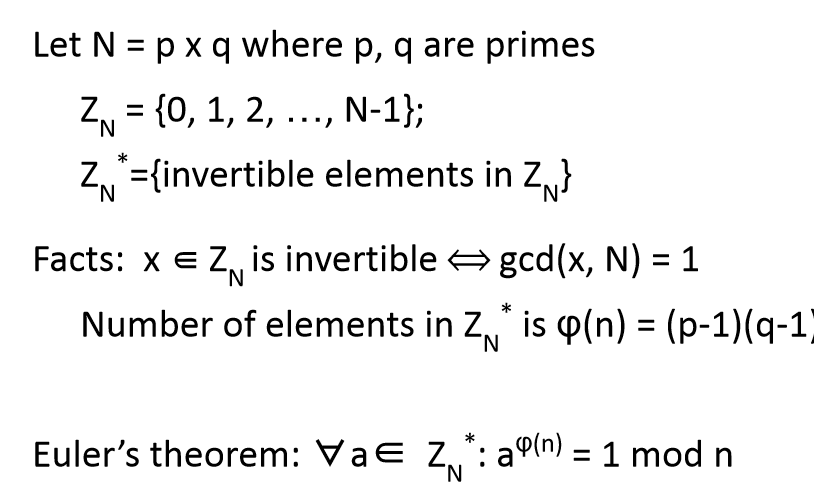 Let N = p x q where p, q are primes
Z_N = {0, 1, 2, …, N-1};
Z_N^*={invertible elements in Z_N}
Facts: x ∈ Z_N is invertible ⟺ gcd(x, N) = 1
Number of elements in Z_N^* is φ(n) = (p-1)(q-1)
Euler’s theorem: ∀ a ∈ Z_N^*: a^φ(n) = 1 mod n